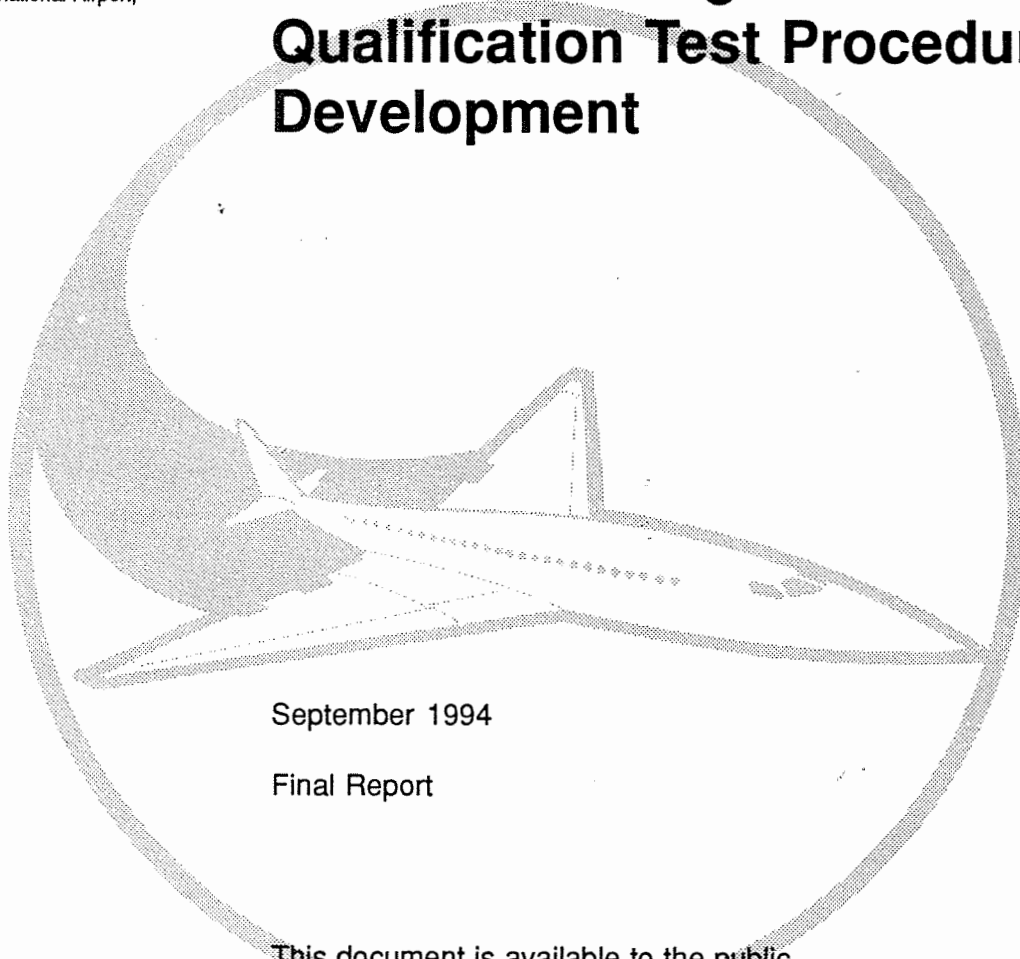 Qualification Test Procedu
Development
September 1994
Final Report
This document is available to the public